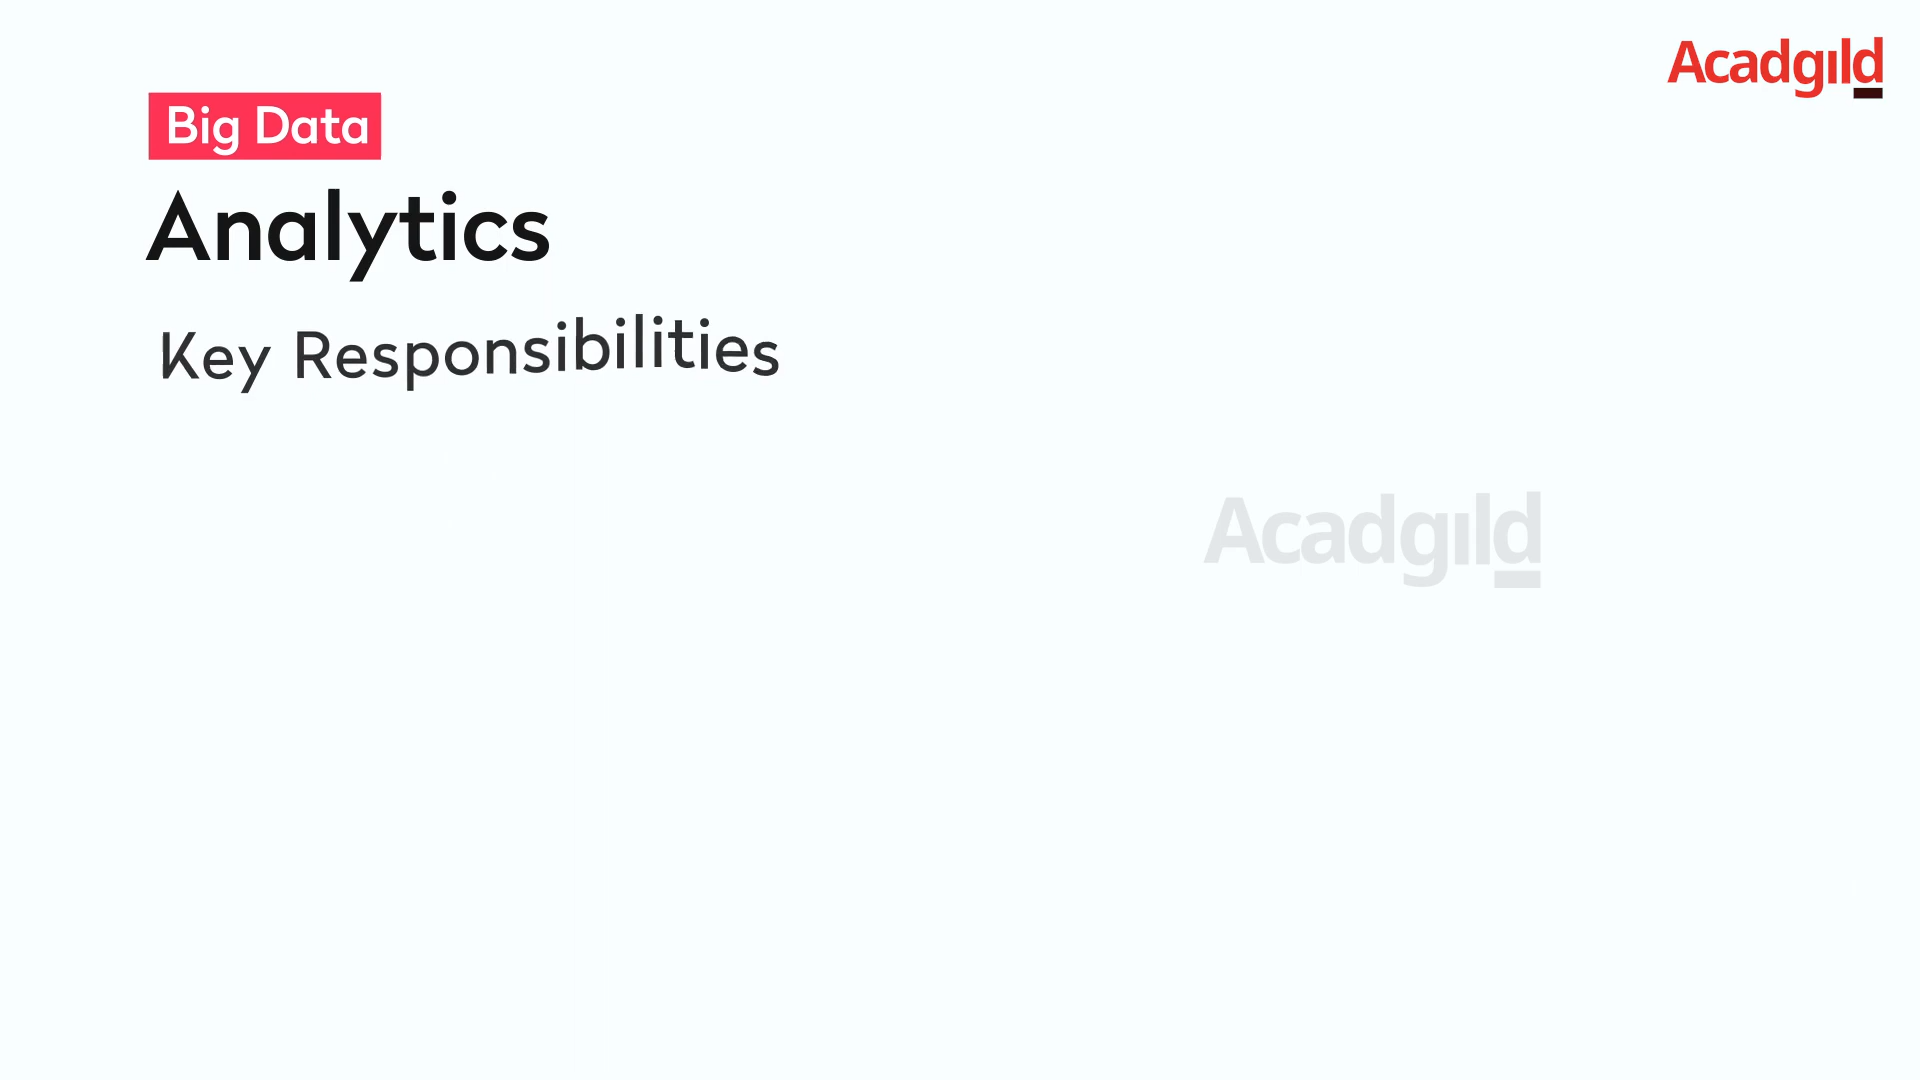 Acadgild
Big Data
Analytics
Key Responsibilities
Acadgild